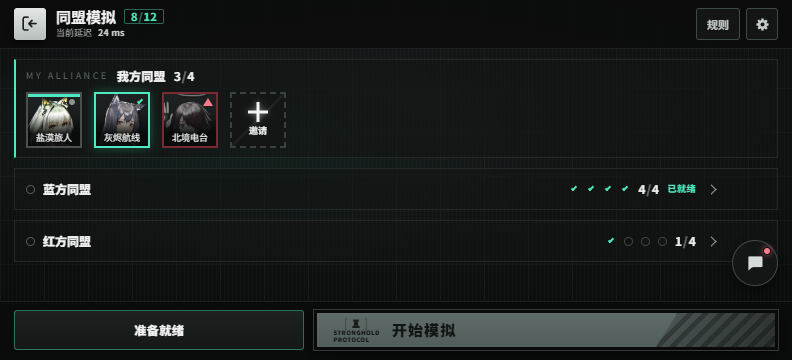 同盟模拟 8/12
当前延迟 24 ms
规则
MY ALLIANCE 我方同盟 3/4
盐漠旅人
灰烬航线
北境电台
邀请
蓝方同盟 4/4 已就绪
红方同盟 1/4
准备就绪
STRONGHOLD
PROTOCOL
开始模拟